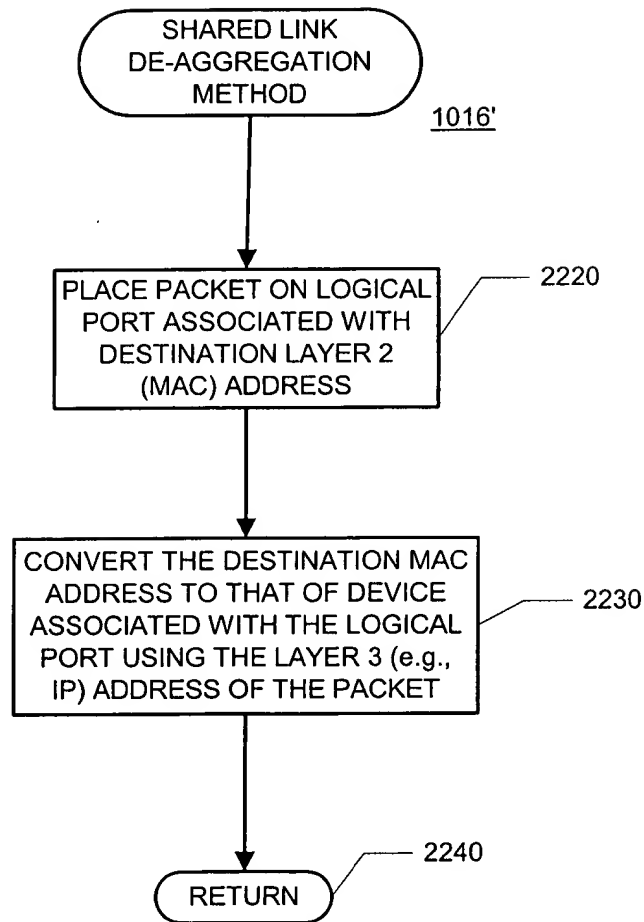 SHARED LINK
DE-AGGREGATION
METHOD
1016'
PLACE PACKET ON LOGICAL
PORT ASSOCIATED WITH
DESTINATION LAYER 2
(MAC) ADDRESS
2220
CONVERT THE DESTINATION MAC
ADDRESS TO THAT OF DEVICE
ASSOCIATED WITH THE LOGICAL
PORT USING THE LAYER 3 (e.g.,
IP) ADDRESS OF THE PACKET
2230
RETURN
2240